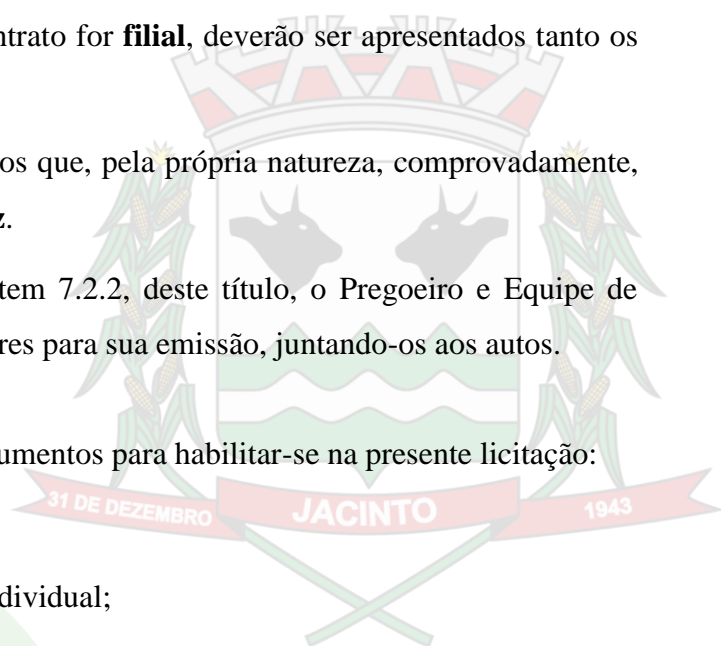 ntrato for filial, deverão ser apresentados tanto os
os que, pela própria natureza, comprovadamente,
z.
tem 7.2.2, deste título, o Pregoeiro e Equipe de
res para sua emissão, juntando-os aos autos.
umentos para habilitar-se na presente licitação:
31 DE DEZEMBRO JACINTO 1943
dividual;